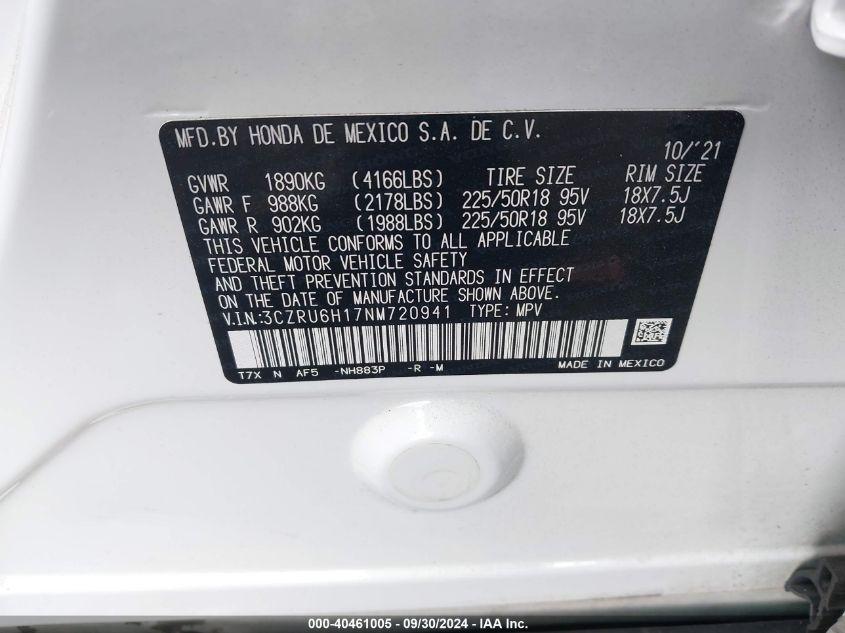 MFD.BY HONDA DE MEXICO S.A. DE C.V.
10/'21
GVWR 1890KG (4166LBS) TIRE SIZE RIM SIZE
GAWR F 988KG (2178LBS) 225/50R18 95V 18X7.5J
GAWR R 902KG (1988LBS) 225/50R18 95V 18X7.5J
THIS VEHICLE CONFORMS TO ALL APPLICABLE
FEDERAL MOTOR VEHICLE SAFETY
AND THEFT PREVENTION STANDARDS IN EFFECT
ON THE DATE OF MANUFACTURE SHOWN ABOVE.
V.I.N.:3CZRU6H17NM720941 TYPE: MPV
T7X N AF5 -NH883P -R -M MADE IN MEXICO
000-40461005 - 09/30/2024 - IAA Inc.